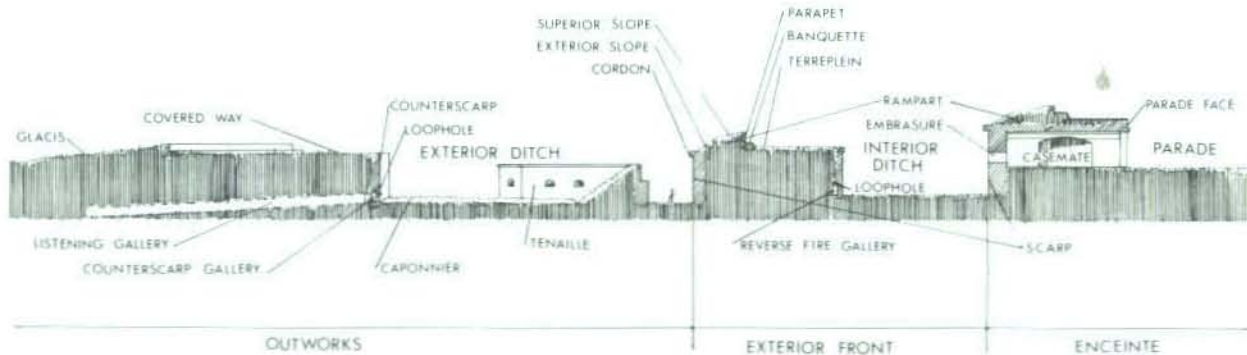 SUPERIOR SLOPE
EXTERIOR SLOPE
CORDON
PARAPET
BANQUETTE
TERREPLEIN
GLACIS
COVERED WAY
COUNTERSCARP
LOOPHOLE
EXTERIOR DITCH
RAMPART
EMBRASURE
PARADE FACE
INTERIOR
DITCH
CASEMATE
PARADE
LOOPHOLE
LISTENING GALLERY
COUNTERSCARP GALLERY
CAPONNIER
TENAILLE
REVERSE FIRE GALLERY
SCARP
OUTWORKS
EXTERIOR FRONT
ENCEINTE